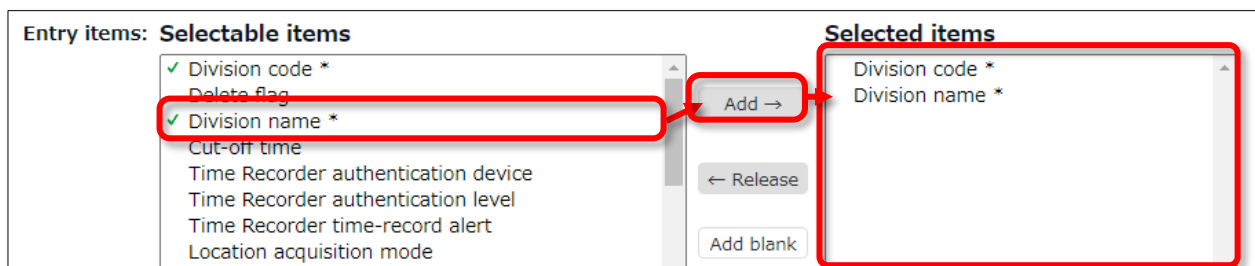 Entry items: Selectable items
✓ Division code *
Delete flag
✓ Division name *
Cut-off time
Time Recorder authentication device
Time Recorder authentication level
Time Recorder time-record alert
Location acquisition mode
Add →
← Release
Add blank
Selected items
Division code *
Division name *